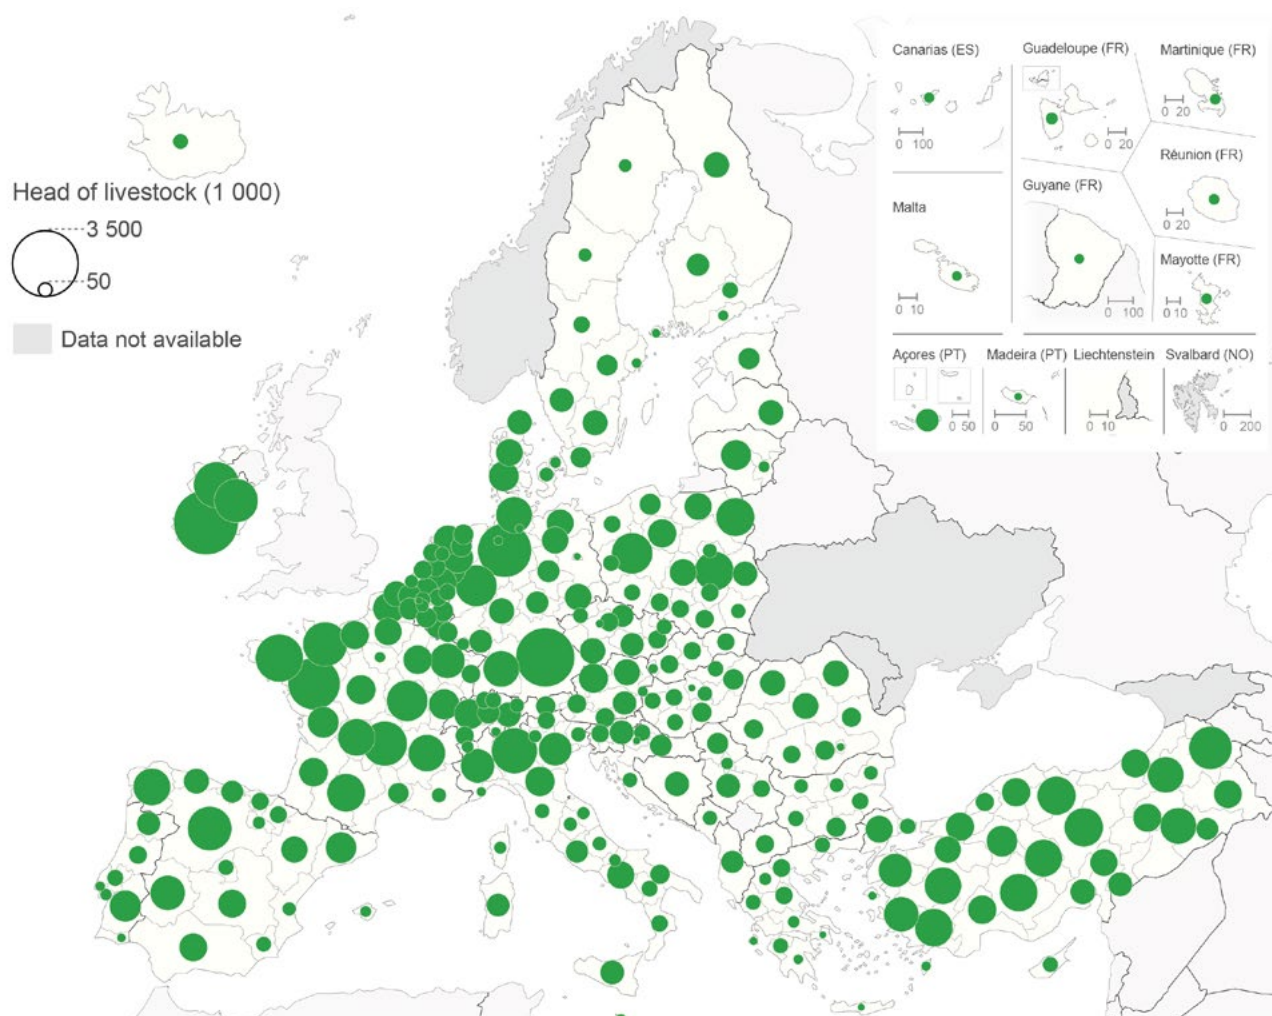 Head of livestock (1 000)
3 500
50
Data not available
Canarias (ES)
0 100
Guadeloupe (FR)
0 20
Martinique (FR)
0 20
Malta
0 10
Guyane (FR)
0 100
Réunion (FR)
0 20
Mayotte (FR)
0 10
Açores (PT)
0 50
Madeira (PT)
0 50
Liechtenstein
0 10
Svalbard (NO)
0 200